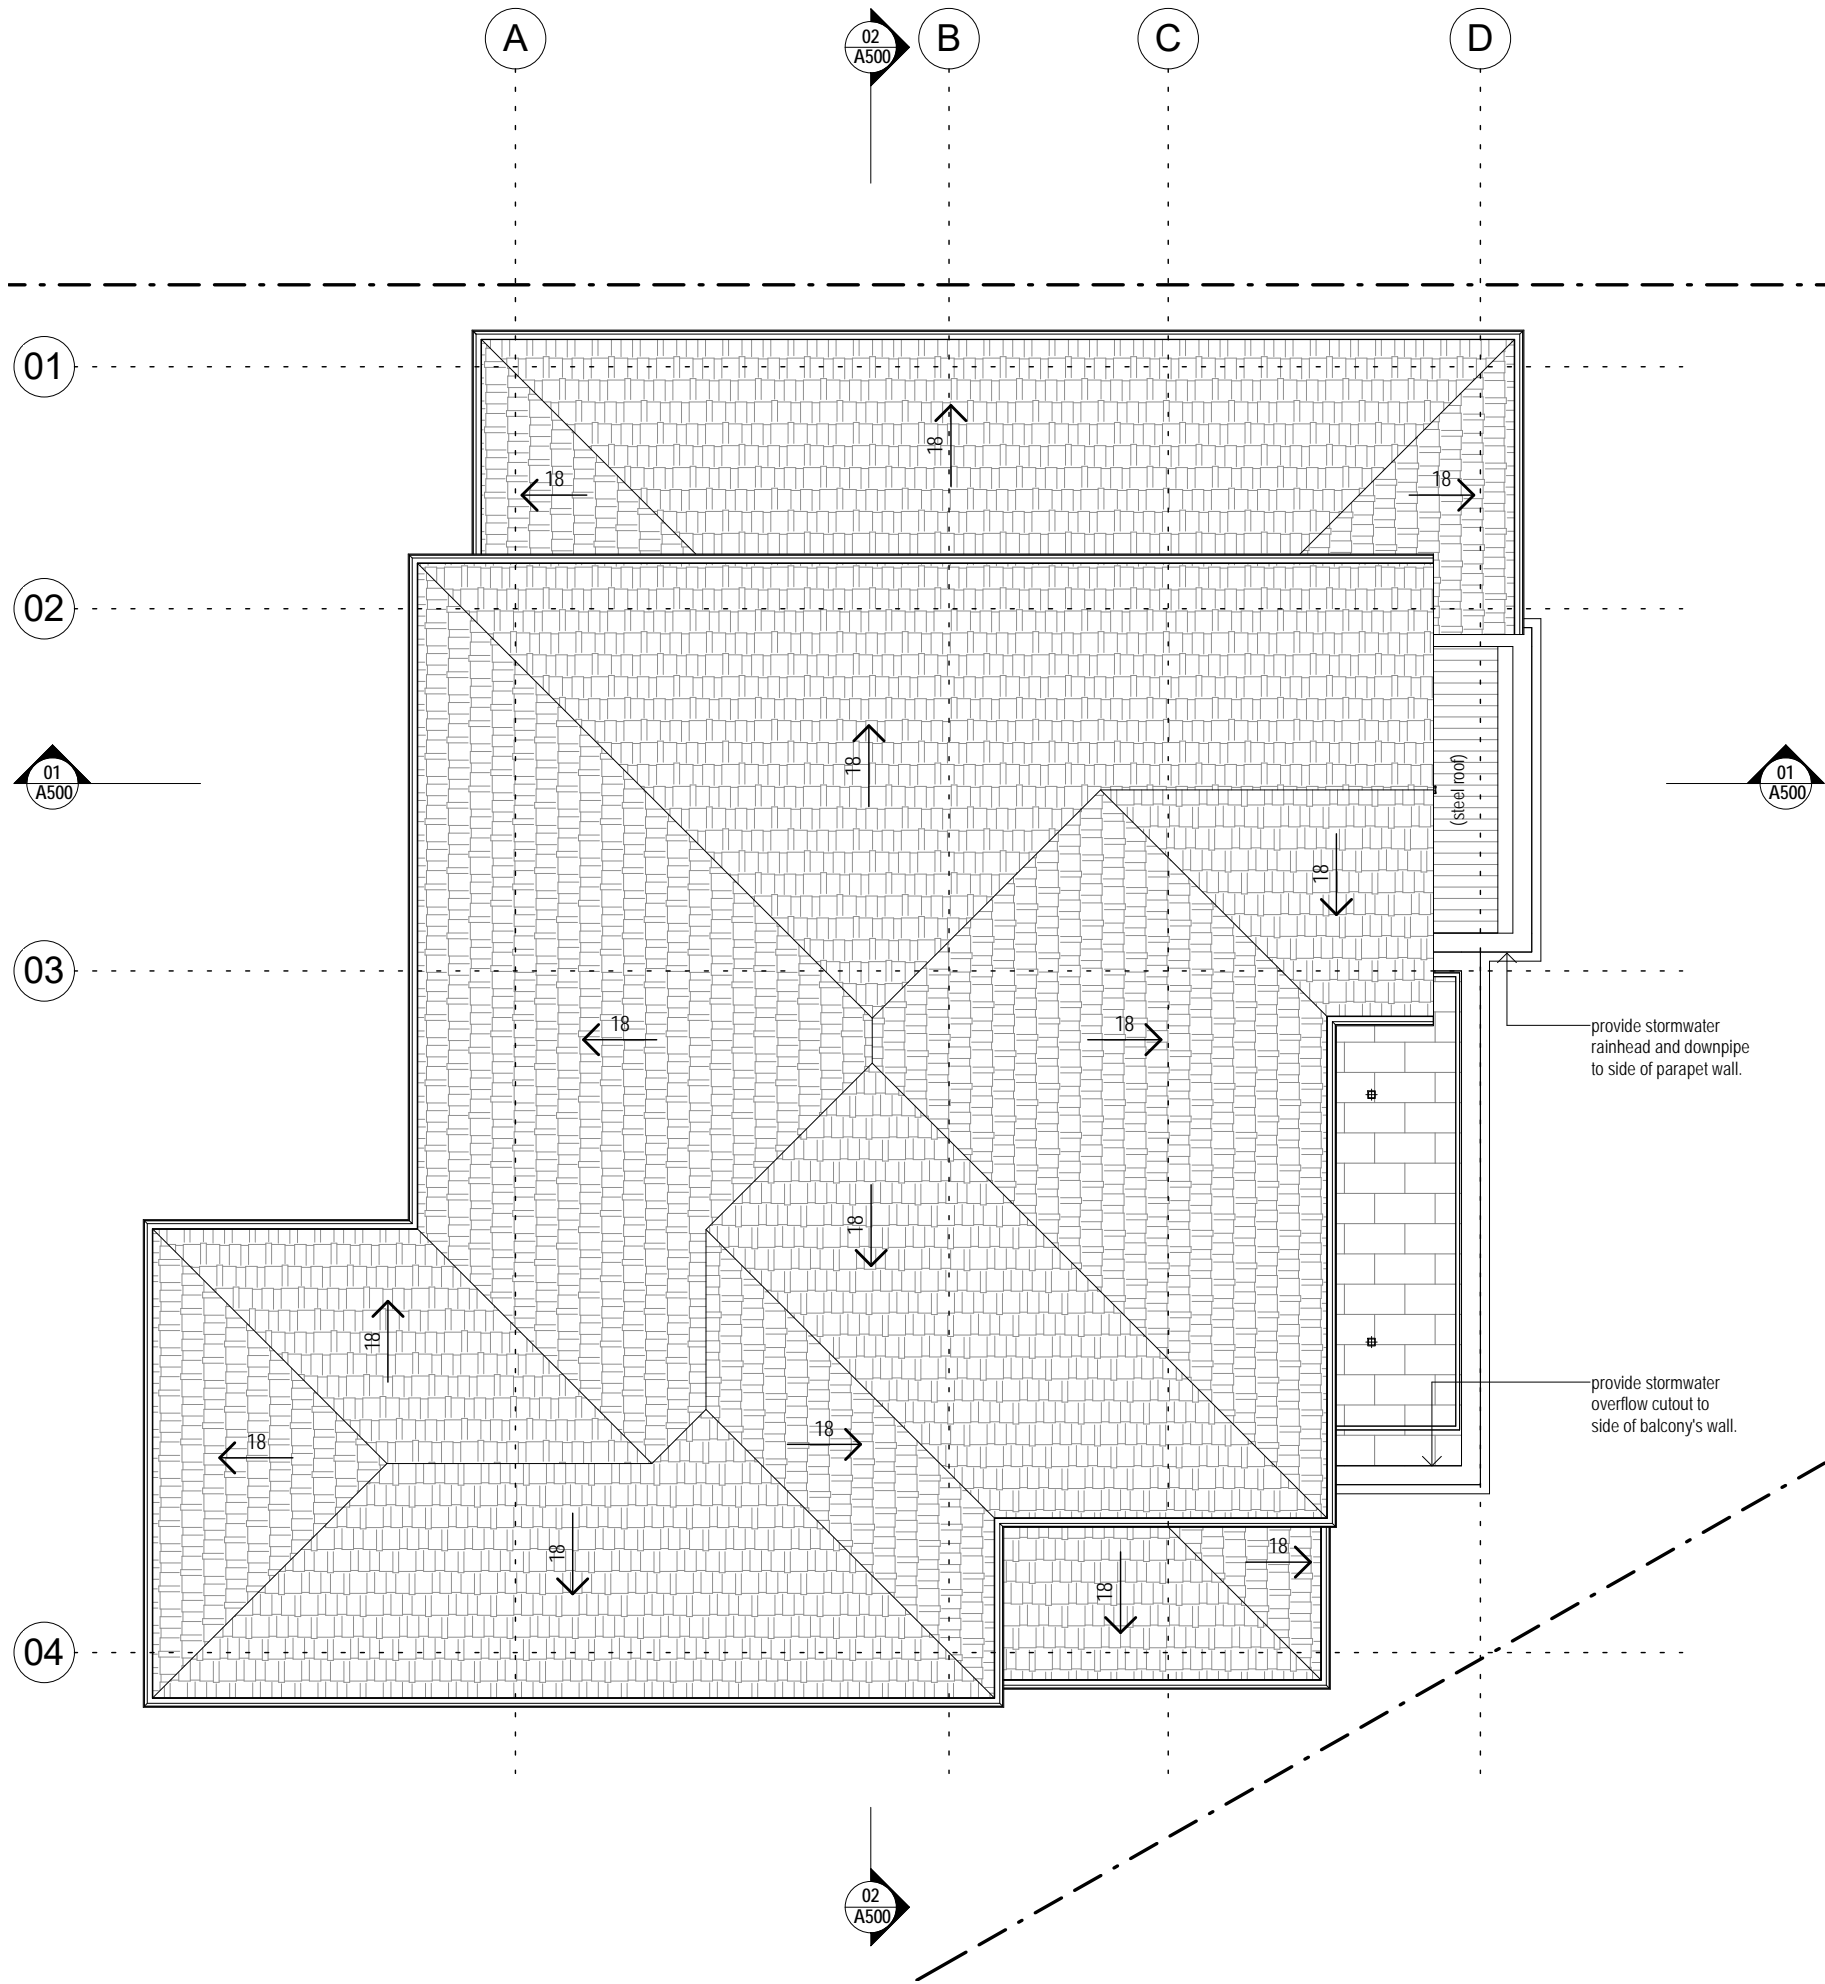 A
02
A500
B
C
D
01
18
18
18
02
01
A500
18
(steel roof)
01
A500
18
03
18
18
provide stormwater
rainhead and downpipe
to side of parapet wall.
18
18
18
18
provide stormwater
overflow cutout to
side of balcony's wall.
18
18
18
04
02
A500